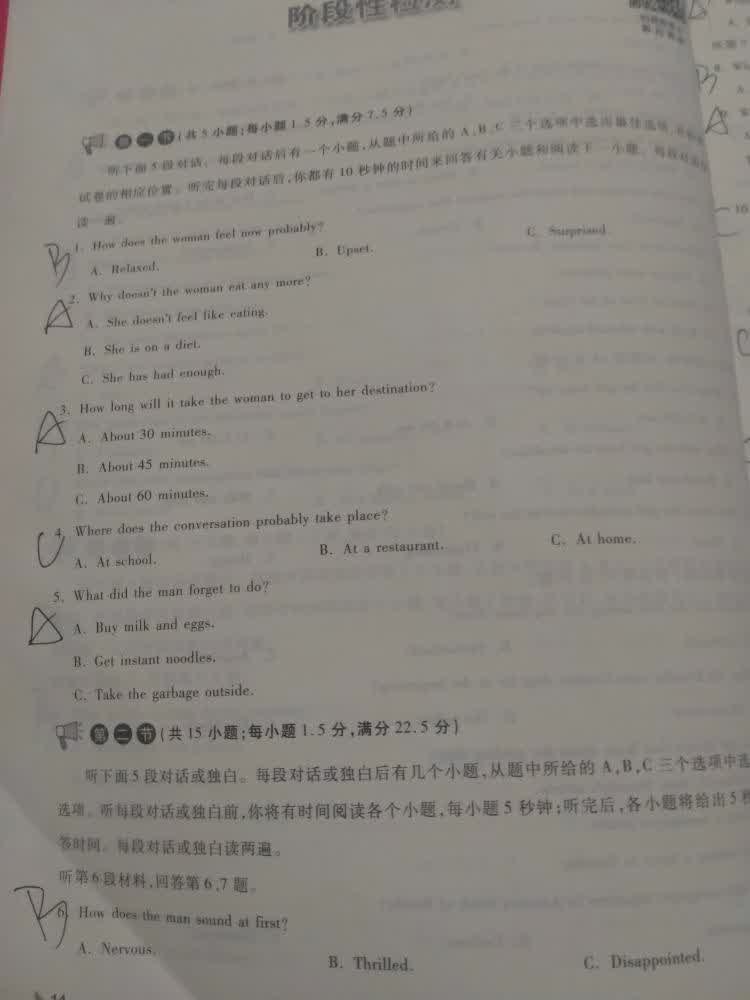 阶段性检测
第一节(共5小题;每小题1.5分,满分7.5分)
听下面5段对话。每段对话后有一个小题,从题中所给的A,B,C三个选项中选出最佳选项
试卷的相应位置。听完每段对话后,你都有10秒钟的时间来回答有关小题和阅读下一小题。每段对话
读一遍。
B
1. How does the woman feel now probably?
A. Relaxed. B. Upset. C. Surprised.
A
2. Why doesn't the woman eat any more?
A. She doesn't feel like eating.
B. She is on a diet.
C. She has had enough.
A
3. How long will it take the woman to get to her destination?
A. About 30 minutes.
B. About 45 minutes.
C. About 60 minutes.
C
4. Where does the conversation probably take place?
A. At school. B. At a restaurant. C. At home.
A
5. What did the man forget to do?
A. Buy milk and eggs.
B. Get instant noodles.
C. Take the garbage outside.
第二节(共15小题;每小题1.5分,满分22.5分)
听下面5段对话或独白。每段对话或独白后有几个小题,从题中所给的A,B,C三个选项中选
选项。听每段对话或独白前,你将有时间阅读各个小题,每小题5秒钟;听完后,各小题将给出5秒
答时间。每段对话或独白读两遍。
听第6段材料,回答第6,7题。
B
6. How does the man sound at first?
A. Nervous. B. Thrilled. C. Disappointed.
14
B
A
10